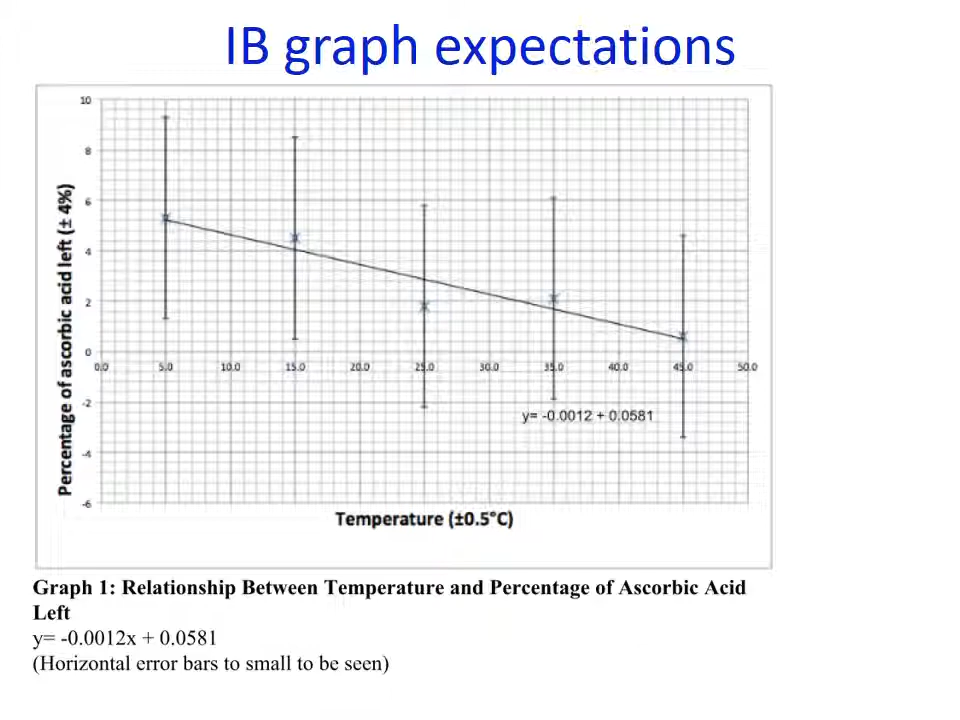 IB graph expectations
10
8
6
4
2
0
-2
-4
-6
0.0 5.0 10.0 15.0 20.0 25.0 30.0 35.0 40.0 45.0 50.0
Percentage of ascorbic acid left (± 4%)
y= -0.0012 + 0.0581
Temperature (±0.5°C)
Graph 1: Relationship Between Temperature and Percentage of Ascorbic Acid
Left
y= -0.0012x + 0.0581
(Horizontal error bars to small to be seen)